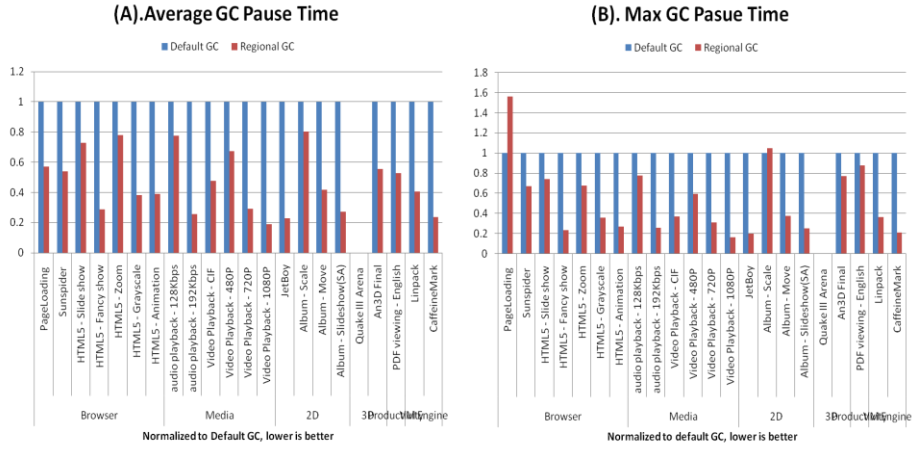 (A).Average GC Pause Time
Default GC Regional GC
1.2
1
0.8
0.6
0.4
0.2
0
PageLoading
Sunspider
HTML5 - Slide show
HTML5 - Fancy show
HTML5 - Zoom
HTML5 - Grayscale
HTML5 - Animation
audio playback - 128Kbps
audio playback - 192Kbps
Video Playback - CIF
Video Playback - 480P
Video Playback - 720P
Video Playback - 1080P
JetBoy
Album - Scale
Album - Move
Album - Slideshow(SA)
Quake III Arena
An3D Final
PDF viewing - English
Linpack
CaffeineMark
Browser
Media
2D
3D
Normalized to Default GC, lower is better
(B). Max GC Pasue Time
Default GC Regional GC
1.8
1.6
1.4
1.2
1
0.8
0.6
0.4
0.2
0
PageLoading
Sunspider
HTML5 - Slide show
HTML5 - Fancy show
HTML5 - Zoom
HTML5 - Grayscale
HTML5 - Animation
audio playback - 128Kbps
audio playback - 192Kbps
Video Playback - CIF
Video Playback - 480P
Video Playback - 720P
Video Playback - 1080P
JetBoy
Album - Scale
Album - Move
Album - Slideshow(SA)
Quake III Arena
An3D Final
PDF viewing - English
Linpack
CaffeineMark
Browser
Media
2D
3D
Normalized to default GC, lower is better